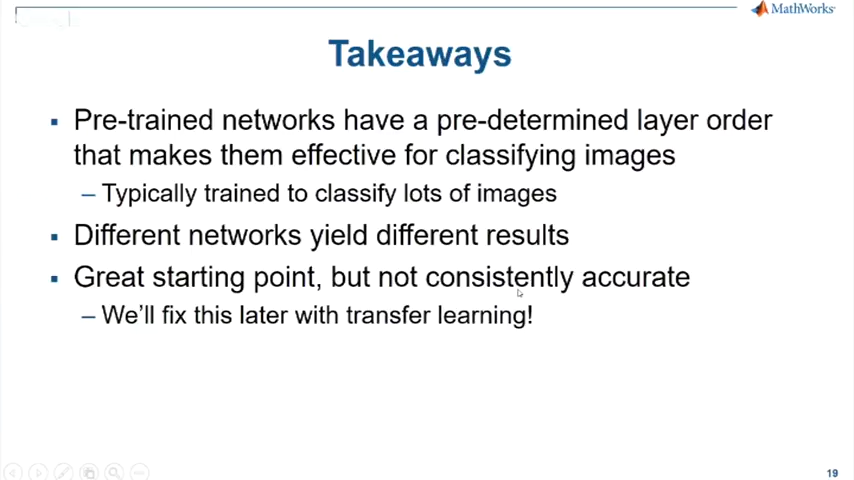 MathWorks
Takeaways
▪ Pre-trained networks have a pre-determined layer order
that makes them effective for classifying images
– Typically trained to classify lots of images
▪ Different networks yield different results
▪ Great starting point, but not consistently accurate
– We’ll fix this later with transfer learning!
19